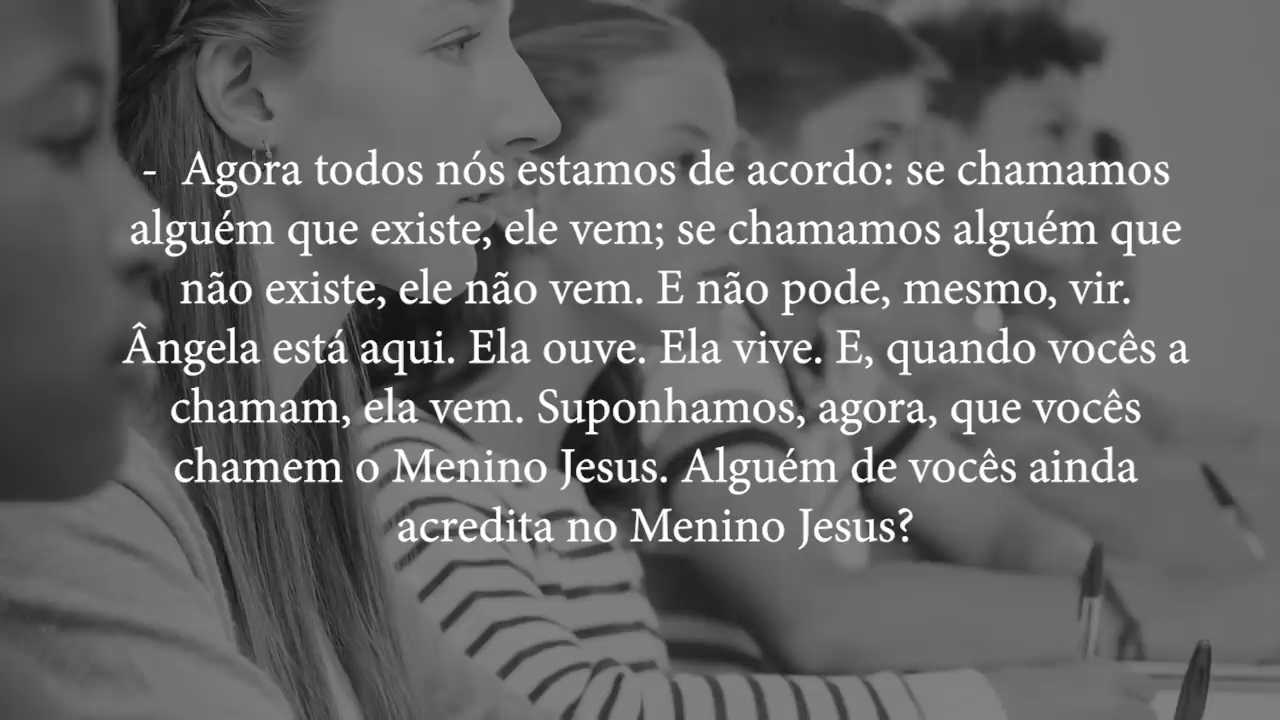 - Agora todos nós estamos de acordo: se chamamos
alguém que existe, ele vem; se chamamos alguém que
não existe, ele não vem. E não pode, mesmo, vir.
Ângela está aqui. Ela ouve. Ela vive. E, quando vocês a
chamam, ela vem. Suponhamos, agora, que vocês
chamem o Menino Jesus. Alguém de vocês ainda
acredita no Menino Jesus?